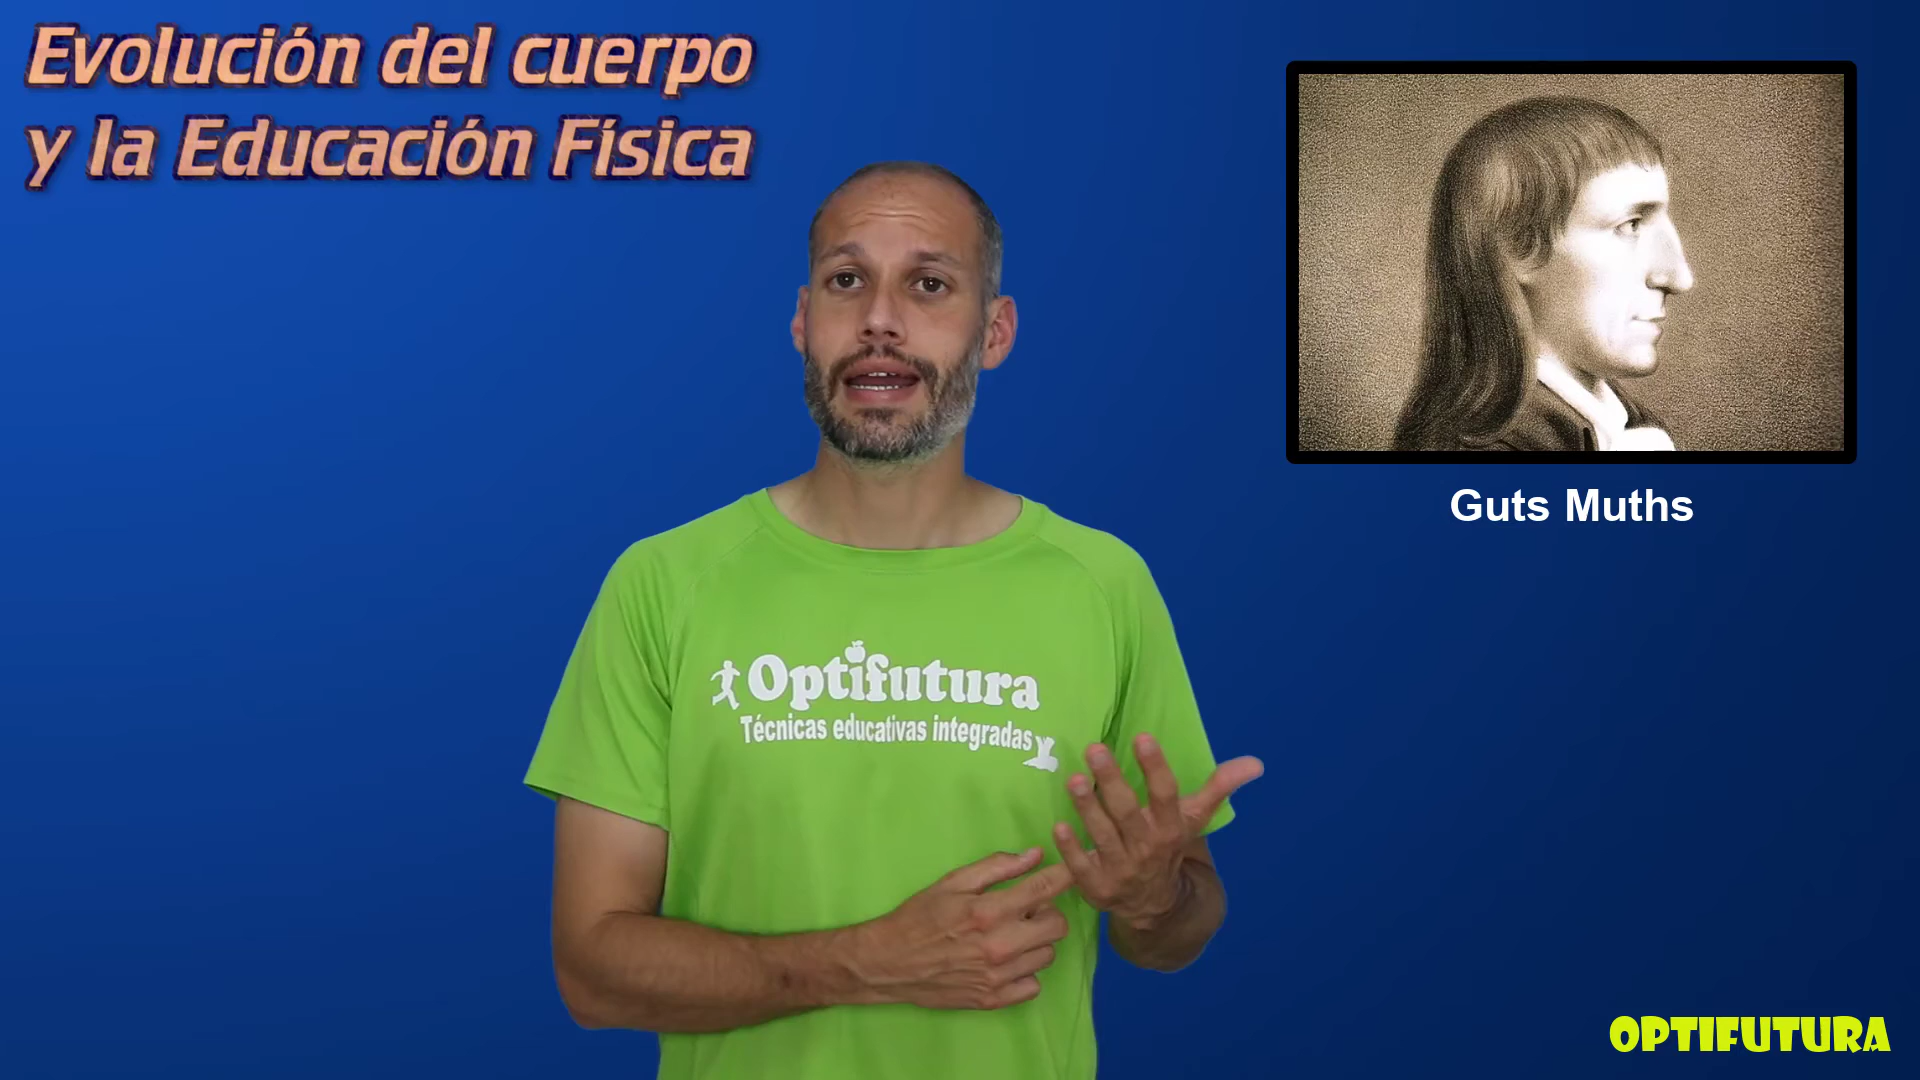 Evolución del cuerpo
y la Educación Física
Guts Muths
Optifutura
Técnicas educativas integradas
OPTIFUTURA